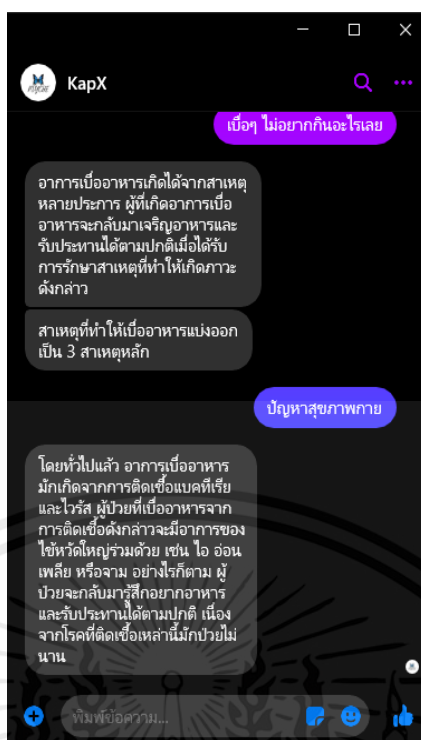 KapX
เบื่อๆ ไม่อยากกินอะไรเลย
อาการเบื่ออาหารเกิดได้จากสาเหตุ
หลายประการ ผู้ที่เกิดอาการเบื่อ
อาหารจะกลับมาเจริญอาหารและ
รับประทานได้ตามปกติเมื่อได้รับ
การรักษาสาเหตุที่ทำให้เกิดภาวะ
ดังกล่าว
สาเหตุที่ทำให้เบื่ออาหารแบ่งออก
เป็น 3 สาเหตุหลัก
ปัญหาสุขภาพกาย
โดยทั่วไปแล้ว อาการเบื่ออาหาร
มักเกิดจากการติดเชื้อแบคทีเรีย
และไวรัส ผู้ป่วยที่เบื่ออาหารจาก
การติดเชื้อดังกล่าวจะมีอาการของ
ไข้หวัดใหญ่ร่วมด้วย เช่น ไอ อ่อน
เพลีย หรือจาม อย่างไรก็ตาม ผู้
ป่วยจะกลับมารู้สึกอยากอาหาร
และรับประทานได้ตามปกติ เนื่อง
จากโรคที่ติดเชื้อเหล่านี้มักป่วยไม่
นาน
พิมพ์ข้อความ...